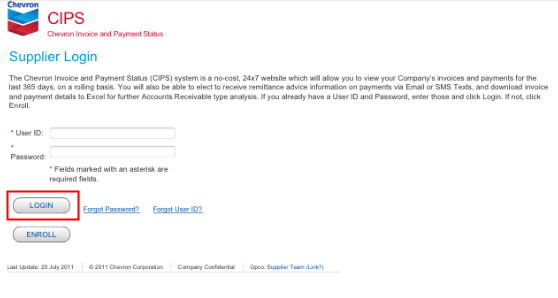 Chevron
CIPS
Chevron Invoice and Payment Status
Supplier Login
The Chevron Invoice and Payment Status (CIPS) system is a no-cost, 24x7 website which will allow you to view your Company's invoices and payments for the
last 365 days, on a rolling basis. You will also be able to elect to receive remittance advice information on payments via Email or SMS Texts, and download invoice
and payment details to Excel for further Accounts Receivable type analysis. If you already have a User ID and Password, enter those and click Login. If not, click
Enroll.
* User ID:
*
Password:
* Fields marked with an asterisk are
required fields.
LOGIN Forgot Password? Forgot User ID?
ENROLL
Last Update: 25 July 2011 © 2011 Chevron Corporation Company Confidential Opco: Supplier Team (Link?)